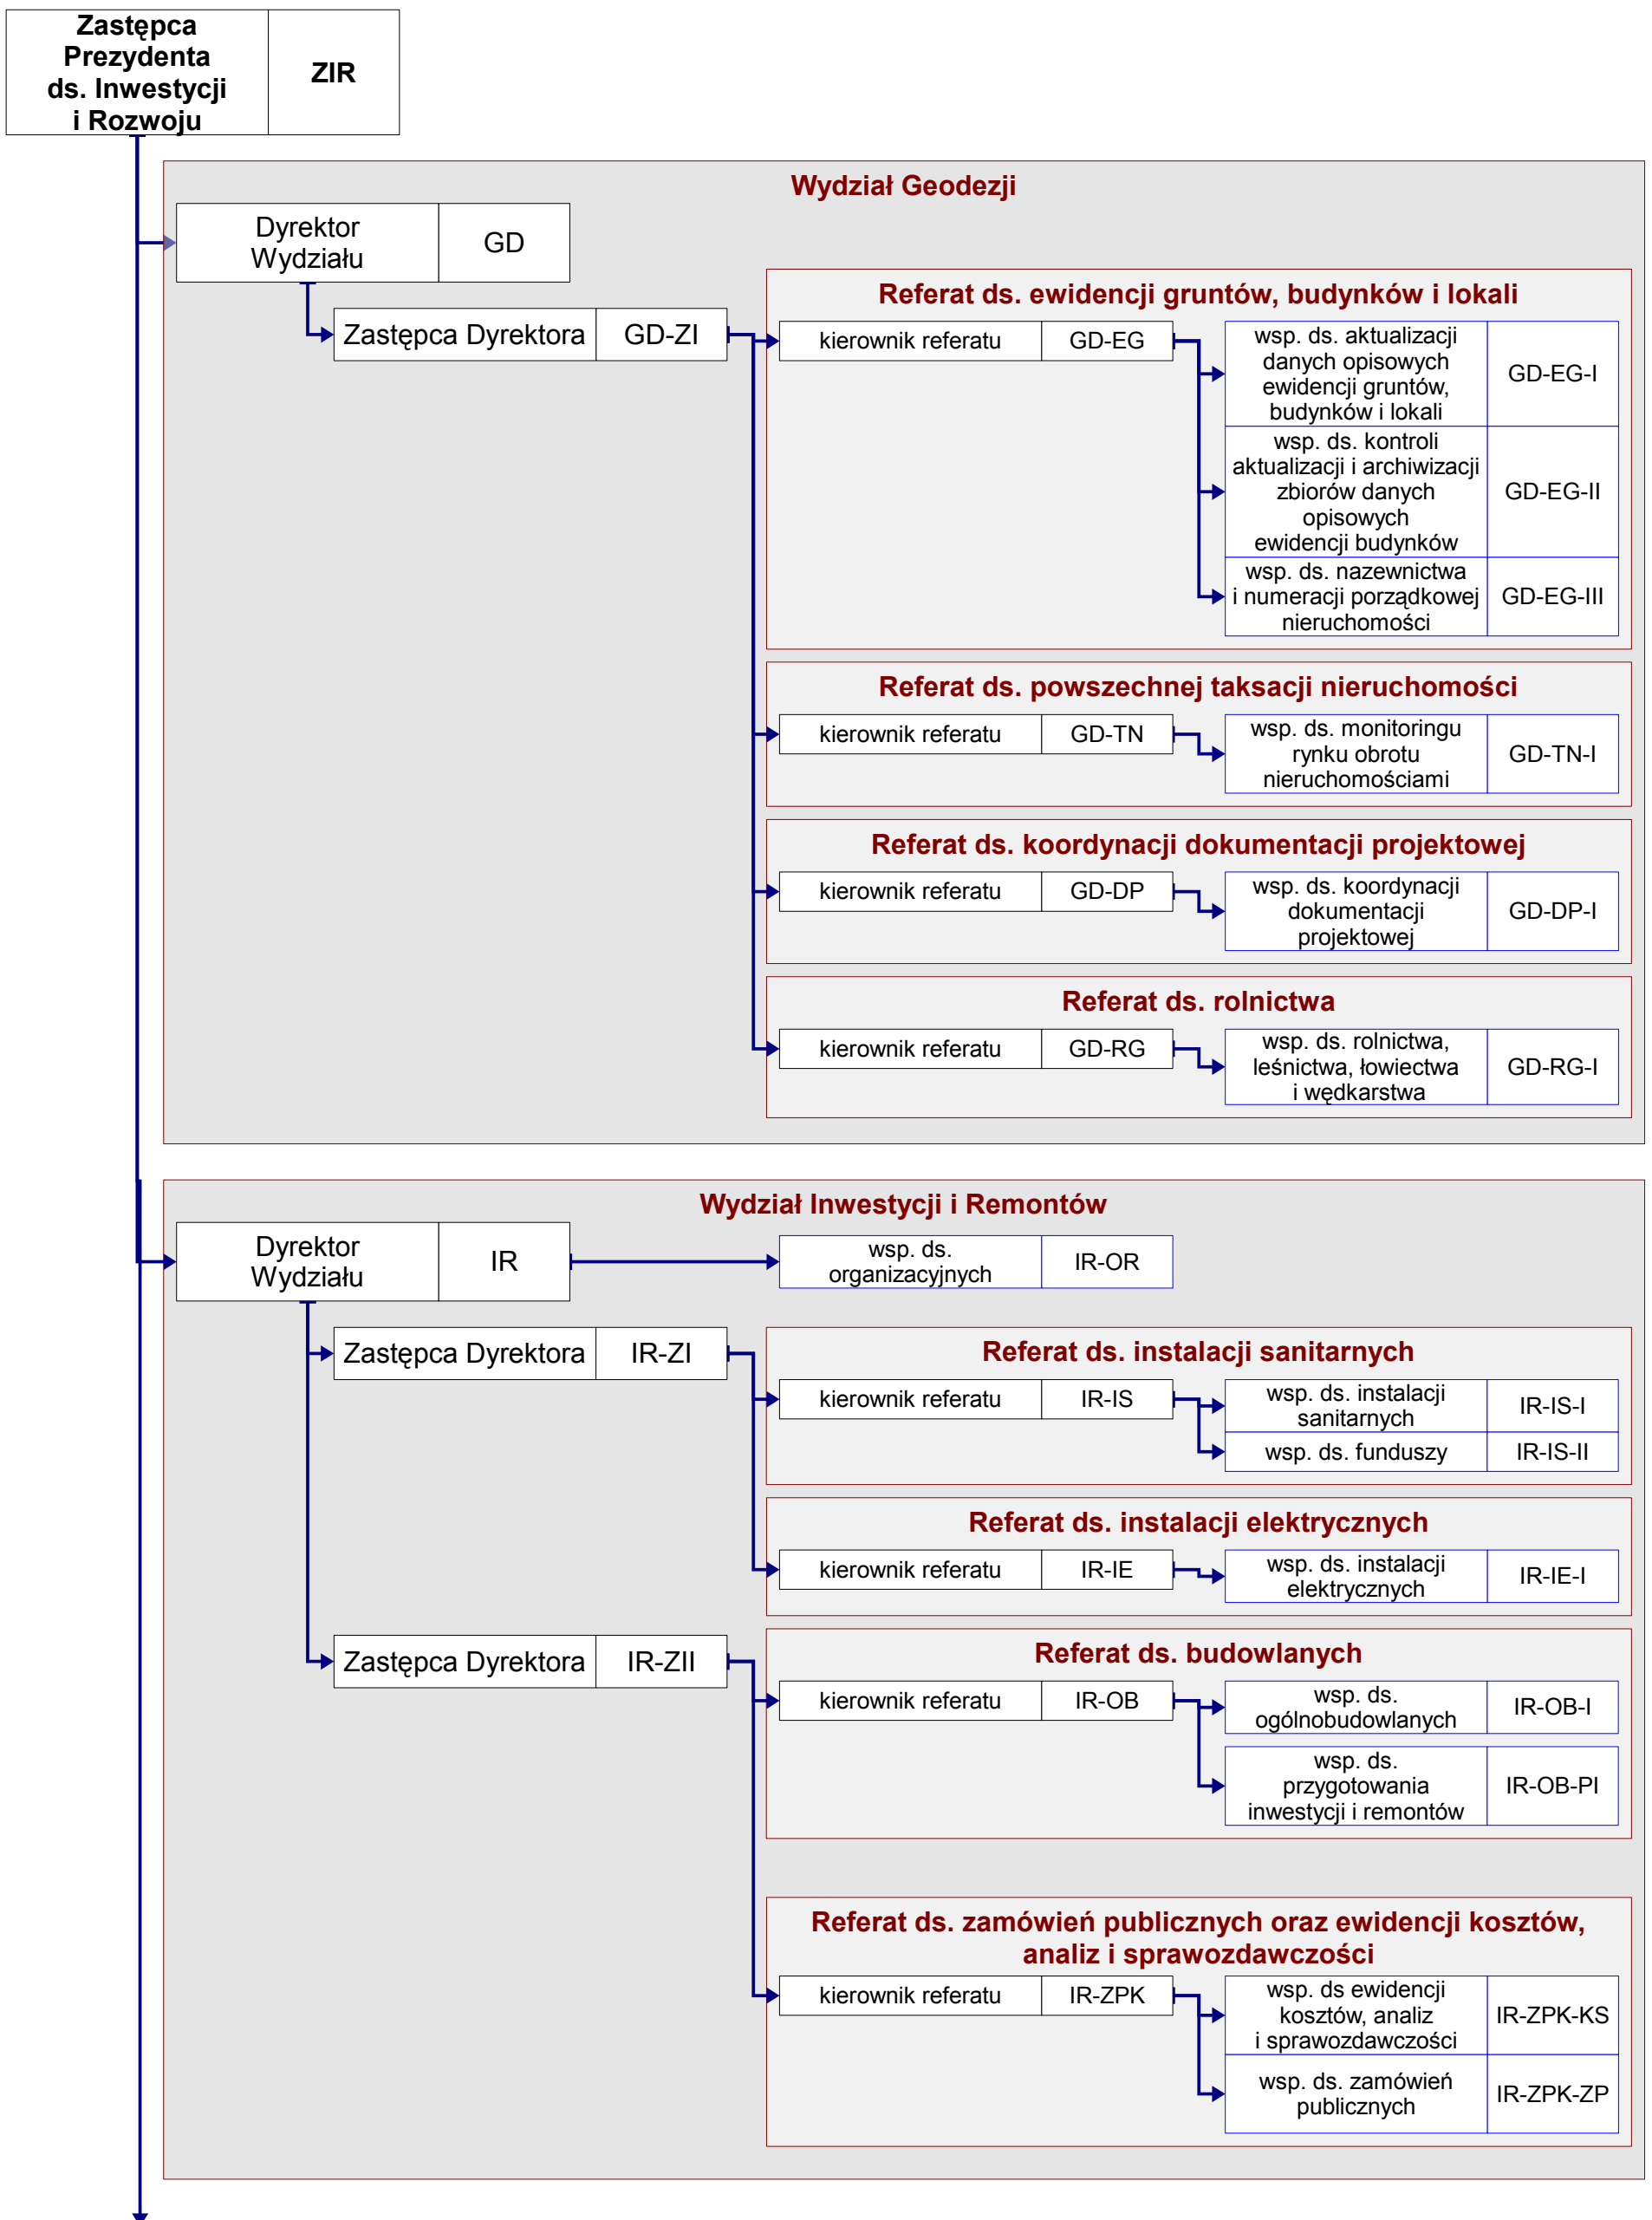 Zastępca
Prezydenta
ds. Inwestycji
i Rozwoju
ZIR
Wydział Geodezji
Dyrektor
Wydziału
GD
Zastępca Dyrektora
GD-ZI
Referat ds. ewidencji gruntów, budynków i lokali
kierownik referatu
GD-EG
wsp. ds. aktualizacji
danych opisowych
ewidencji gruntów,
budynków i lokali
GD-EG-I
wsp. ds. kontroli
aktualizacji i archiwizacji
zbiorów danych
opisowych
ewidencji budynków
GD-EG-II
wsp. ds. nazewnictwa
i numeracji porządkowej
nieruchomości
GD-EG-III
Referat ds. powszechnej taksacji nieruchomości
kierownik referatu
GD-TN
wsp. ds. monitoringu
rynku obrotu
nieruchomościami
GD-TN-I
Referat ds. koordynacji dokumentacji projektowej
kierownik referatu
GD-DP
wsp. ds. koordynacji
dokumentacji
projektowej
GD-DP-I
Referat ds. rolnictwa
kierownik referatu
GD-RG
wsp. ds. rolnictwa,
leśnictwa, łowiectwa
i wędkarstwa
GD-RG-I
Wydział Inwestycji i Remontów
Dyrektor
Wydziału
IR
wsp. ds.
organizacyjnych
IR-OR
Zastępca Dyrektora
IR-ZI
Referat ds. instalacji sanitarnych
kierownik referatu
IR-IS
wsp. ds. instalacji
sanitarnych
IR-IS-I
wsp. ds. funduszy
IR-IS-II
Referat ds. instalacji elektrycznych
kierownik referatu
IR-IE
wsp. ds. instalacji
elektrycznych
IR-IE-I
Zastępca Dyrektora
IR-ZII
Referat ds. budowlanych
kierownik referatu
IR-OB
wsp. ds.
ogólnobudowlanych
IR-OB-I
wsp. ds.
przygotowania
inwestycji i remontów
IR-OB-PI
Referat ds. zamówień publicznych oraz ewidencji kosztów,
analiz i sprawozdawczości
kierownik referatu
IR-ZPK
wsp. ds ewidencji
kosztów, analiz
i sprawozdawczości
IR-ZPK-KS
wsp. ds. zamówień
publicznych
IR-ZPK-ZP